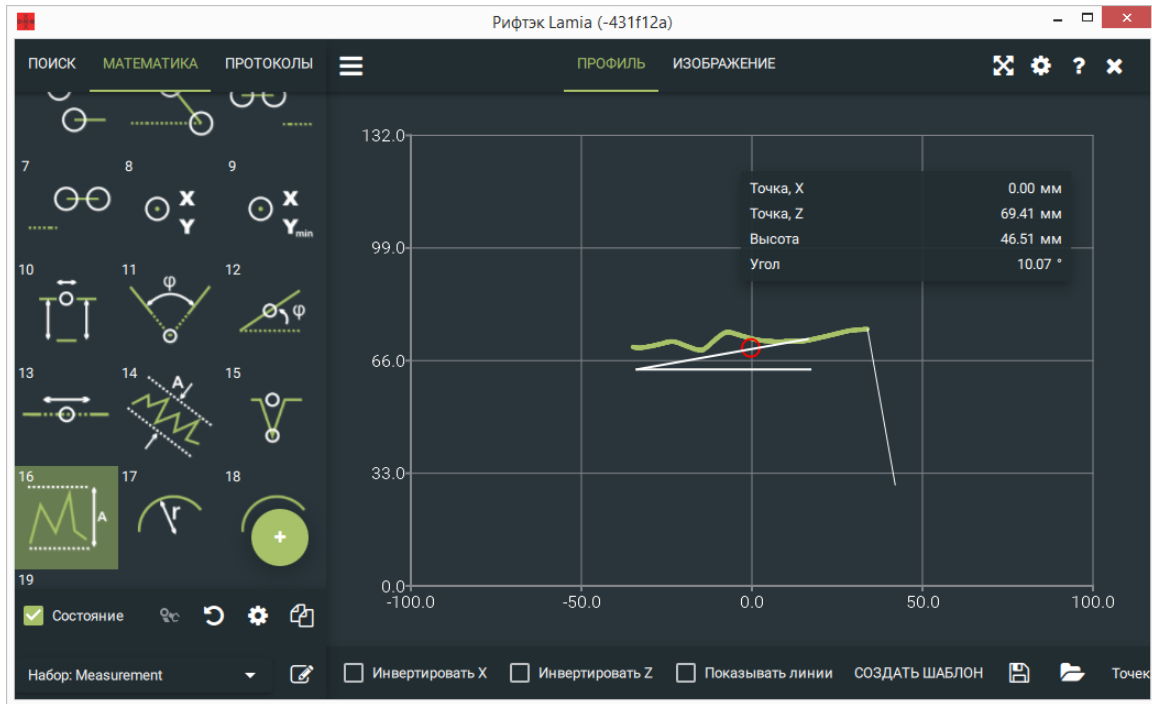 Рифтэк Lamia (-431f12a)
ПОИСК МАТЕМАТИКА ПРОТОКОЛЫ ПРОФИЛЬ ИЗОБРАЖЕНИЕ ?
7 8 9
X
Y
X
Ymin
10 11 12
φ
φ
13 14 15
A
16 17 18
A
r
+
19
Состояние
Набор: Measurement
132.0
99.0
66.0
33.0
0.0
-100.0 -50.0 0.0 50.0 100.0
Точка, X 0.00 мм
Точка, Z 69.41 мм
Высота 46.51 мм
Угол 10.07 °
Инвертировать X Инвертировать Z Показывать линии СОЗДАТЬ ШАБЛОН Точек